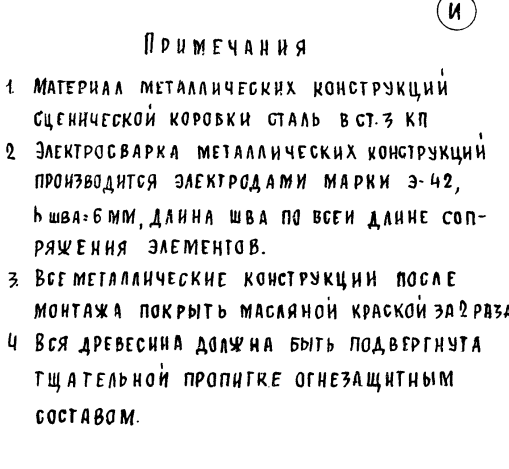 И
ПРИМЕЧАНИЯ
1 МАТЕРИАЛ МЕТАЛЛИЧЕСКИХ КОНСТРУКЦИЙ
СЦЕНИЧЕСКОЙ КОРОБКИ СТАЛЬ В СТ. 3 КП
2 ЭЛЕКТРОСВАРКА МЕТАЛЛИЧЕСКИХ КОНСТРУКЦИЙ
ПРОИЗВОДИТСЯ ЭЛЕКТРОДАМИ МАРКИ Э-42,
h ШВА=6 ММ, ДЛИНА ШВА ПО ВСЕЙ ДЛИНЕ СОП-
РЯЖЕНИЯ ЭЛЕМЕНТОВ.
3. ВСЕ МЕТАЛЛИЧЕСКИЕ КОНСТРУКЦИИ ПОСЛЕ
МОНТАЖА ПОКРЫТЬ МАСЛЯНОЙ КРАСКОЙ ЗА 2 РАЗА
4 ВСЯ ДРЕВЕСИНА ДОЛЖНА БЫТЬ ПОДВЕРГНУТА
ТЩАТЕЛЬНОЙ ПРОПИТКЕ ОГНЕЗАЩИТНЫМ
СОСТАВОМ.